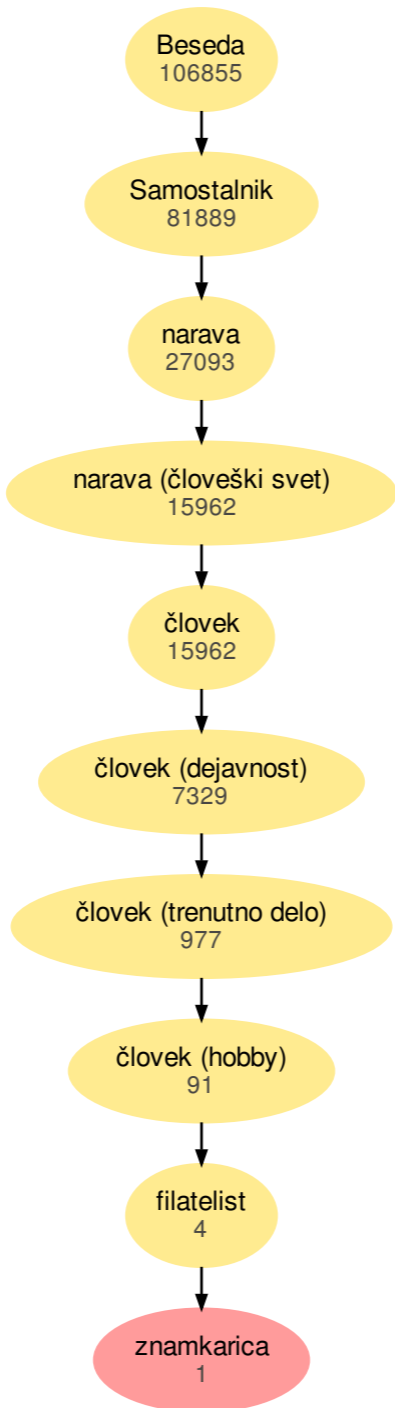 Beseda
106855
Samostalnik
81889
narava
27093
narava (človeški svet)
15962
človek
15962
človek (dejavnost)
7329
človek (trenutno delo)
977
človek (hobby)
91
filatelist
4
znamkarica
1